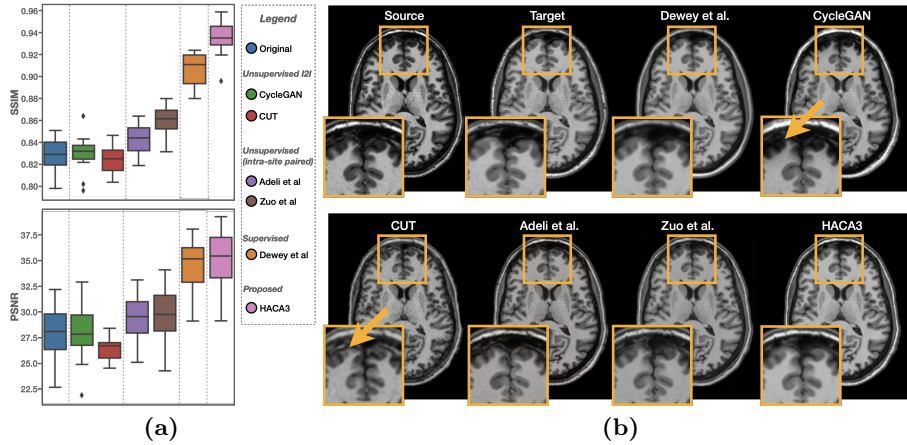 SSIM
0.96
0.94
0.92
0.90
0.88
0.86
0.84
0.82
0.80
PSNR
37.5
35.0
32.5
30.0
27.5
25.0
22.5
Legend
Original
Unsupervised I2I
CycleGAN
CUT
Unsupervised
(intra-site paired)
Adeli et al
Zuo et al
Supervised
Dewey et al
Proposed
HACA3
Source Target Dewey et al. CycleGAN
CUT Adeli et al. Zuo et al. HACA3
(a) (b)